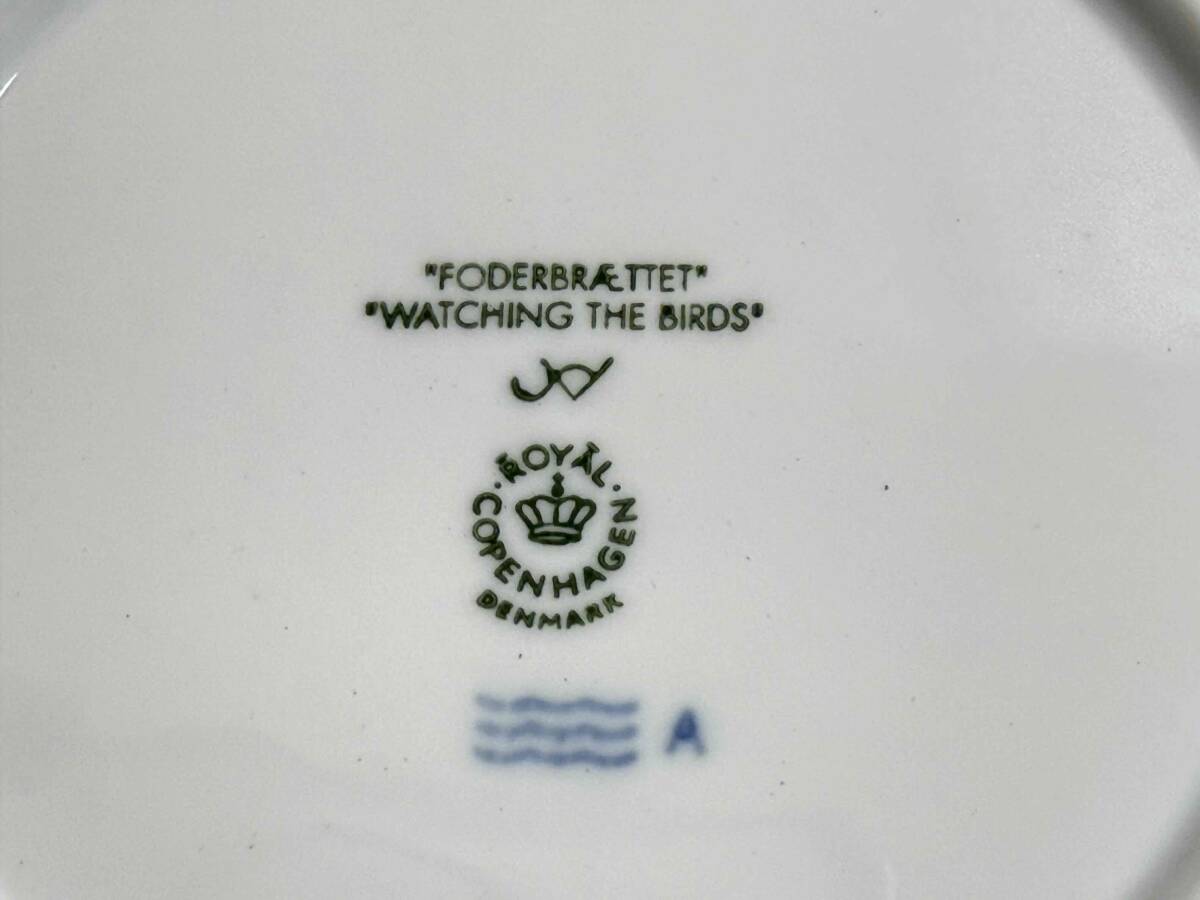 "FODERBRÆTTET"
"WATCHING THE BIRDS"
ROYAL
COPENHAGEN
DENMARK
A